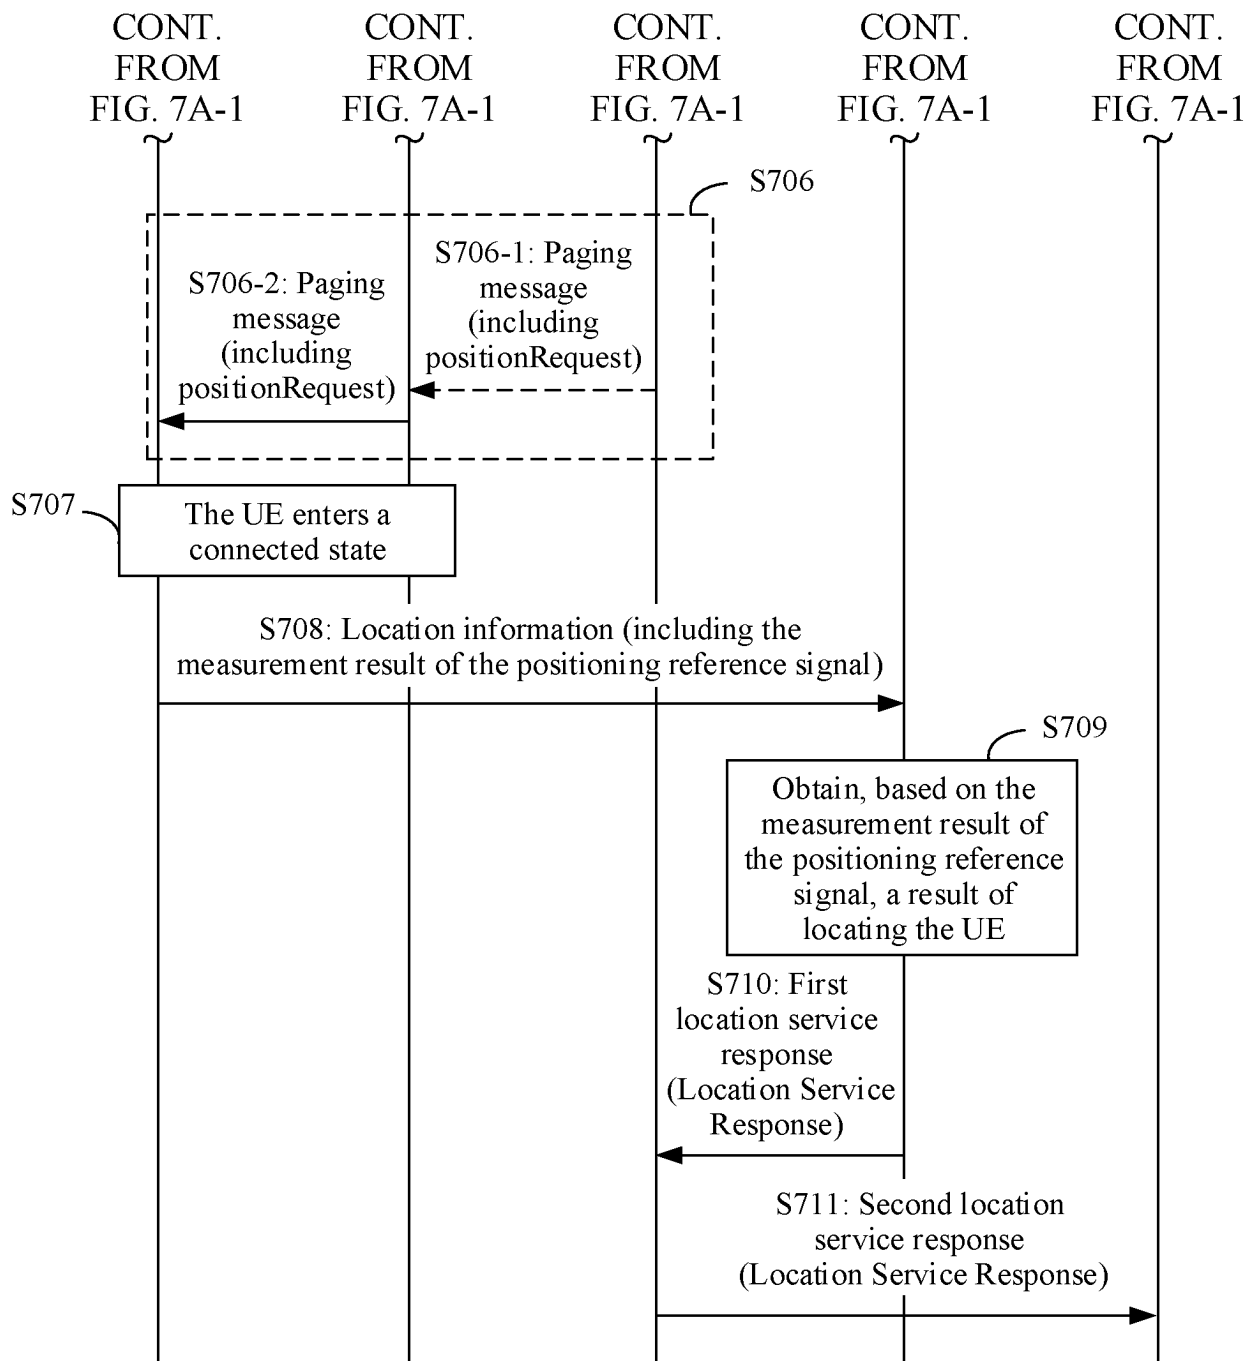 CONT.
FROM
FIG. 7A-1
CONT.
FROM
FIG. 7A-1
CONT.
FROM
FIG. 7A-1
CONT.
FROM
FIG. 7A-1
CONT.
FROM
FIG. 7A-1
S706
S706-1: Paging
message
(including
positionRequest)
S706-2: Paging
message
(including
positionRequest)
S707
The UE enters a
connected state
S708: Location information (including the
measurement result of the positioning reference signal)
S709
Obtain, based on the
measurement result of
the positioning reference
signal, a result of
locating the UE
S710: First
location service
response
(Location Service
Response)
S711: Second location
service response
(Location Service Response)